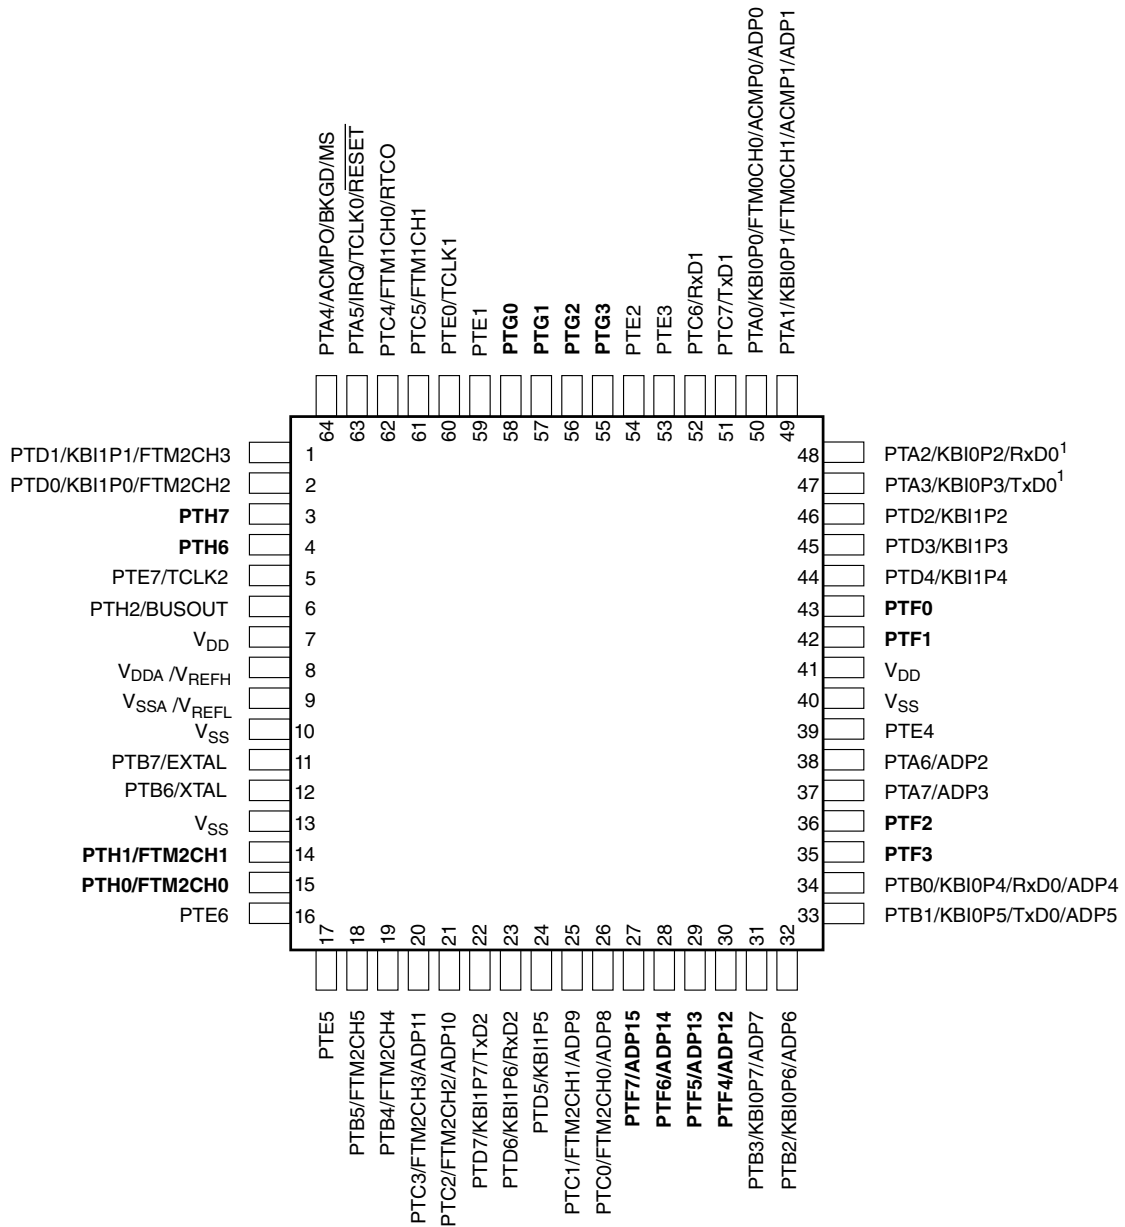 PTA4/ACMPO/BKGD/MS
PTA5/IRQ/TCLK0/RESET
PTC4/FTM1CH0/RTCO
PTC5/FTM1CH1
PTE0/TCLK1
PTE1
PTG0
PTG1
PTG2
PTG3
PTE2
PTE3
PTC6/RxD1
PTC7/TxD1
PTA0/KBI0P0/FTM0CH0/ACMP0/ADP0
PTA1/KBI0P1/FTM0CH1/ACMP1/ADP1
64
63
62
61
60
59
58
57
56
55
54
53
52
51
50
49
PTD1/KBI1P1/FTM2CH3 1
PTD0/KBI1P0/FTM2CH2 2
PTH7 3
PTH6 4
PTE7/TCLK2 5
PTH2/BUSOUT 6
VDD 7
VDDA /VREFH 8
VSSA /VREFL 9
VSS 10
PTB7/EXTAL 11
PTB6/XTAL 12
VSS 13
PTH1/FTM2CH1 14
PTH0/FTM2CH0 15
PTE6 16
48 PTA2/KBI0P2/RxD0¹
47 PTA3/KBI0P3/TxD0¹
46 PTD2/KBI1P2
45 PTD3/KBI1P3
44 PTD4/KBI1P4
43 PTF0
42 PTF1
41 VDD
40 VSS
39 PTE4
38 PTA6/ADP2
37 PTA7/ADP3
36 PTF2
35 PTF3
34 PTB0/KBI0P4/RxD0/ADP4
33 PTB1/KBI0P5/TxD0/ADP5
17
18
19
20
21
22
23
24
25
26
27
28
29
30
31
32
PTE5
PTB5/FTM2CH5
PTB4/FTM2CH4
PTC3/FTM2CH3/ADP11
PTC2/FTM2CH2/ADP10
PTD7/KBI1P7/TxD2
PTD6/KBI1P6/RxD2
PTD5/KBI1P5
PTC1/FTM2CH1/ADP9
PTC0/FTM2CH0/ADP8
PTF7/ADP15
PTF6/ADP14
PTF5/ADP13
PTF4/ADP12
PTB3/KBI0P7/ADP7
PTB2/KBI0P6/ADP6